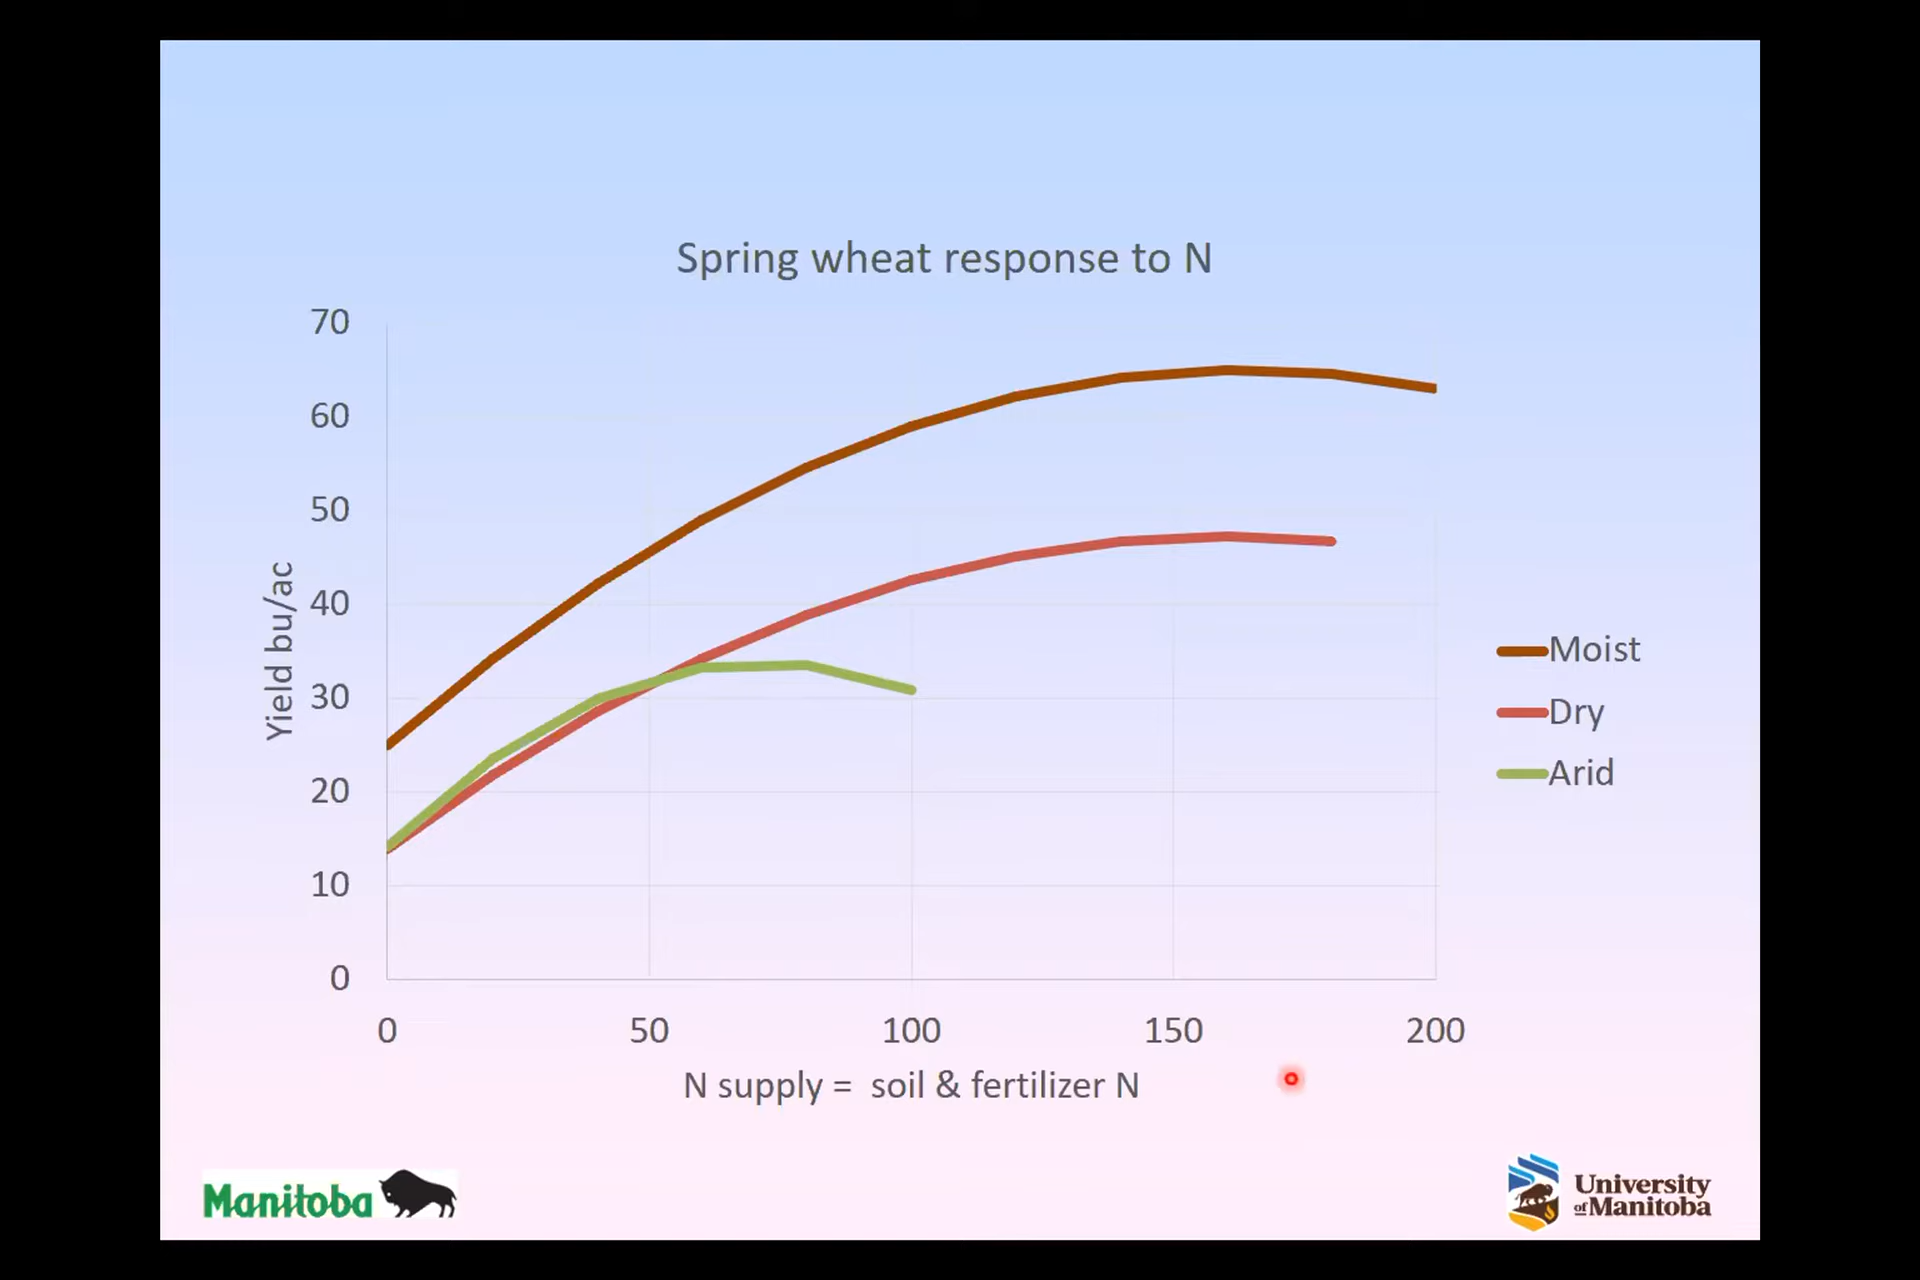 Spring wheat response to N
70
60
50
40
30
20
10
0
Yield bu/ac
0 50 100 150 200
N supply = soil & fertilizer N
Moist
Dry
Arid
Manitoba
University
of Manitoba